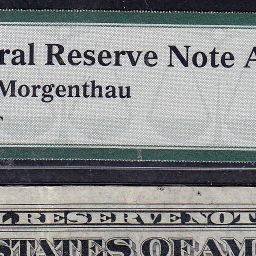 ral Reserve Note A
Morgenthau
L RESERVE NOT
STATES OF AM